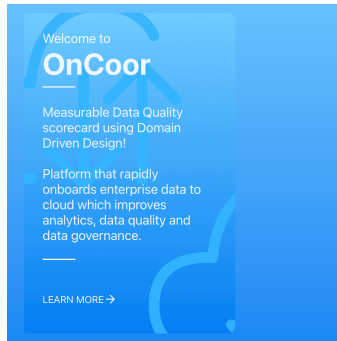 Welcome to
OnCoor
Measurable Data Quality
scorecard using Domain
Driven Design!
Platform that rapidly
onboards enterprise data to
cloud which improves
analytics, data quality and
data governance.
LEARN MORE→